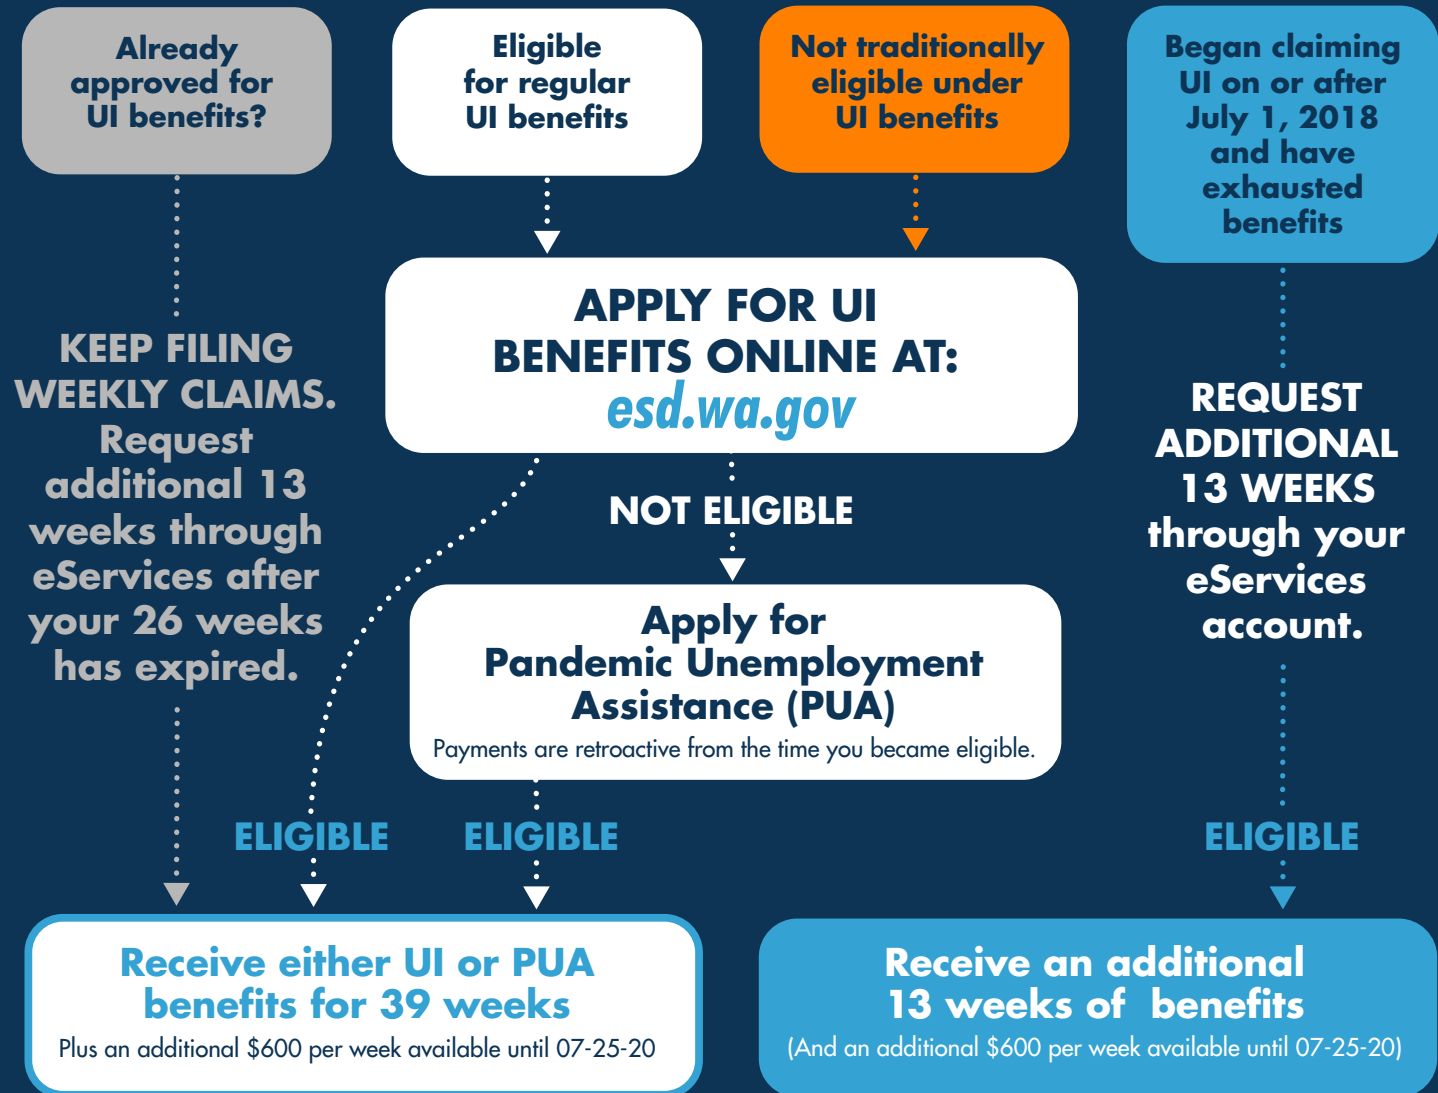 Already
approved for
UI benefits?
Eligible
for regular
UI benefits
Not traditionally
eligible under
UI benefits
Began claiming
UI on or after
July 1, 2018
and have
exhausted
benefits
KEEP FILING
WEEKLY CLAIMS.
Request
additional 13
weeks through
eServices after
your 26 weeks
has expired.
APPLY FOR UI
BENEFITS ONLINE AT:
esd.wa.gov
NOT ELIGIBLE
Apply for
Pandemic Unemployment
Assistance (PUA)
Payments are retroactive from the time you became eligible.
REQUEST
ADDITIONAL
13 WEEKS
through your
eServices
account.
ELIGIBLE
ELIGIBLE
ELIGIBLE
Receive either UI or PUA
benefits for 39 weeks
Plus an additional $600 per week available until 07-25-20
Receive an additional
13 weeks of benefits
(And an additional $600 per week available until 07-25-20)